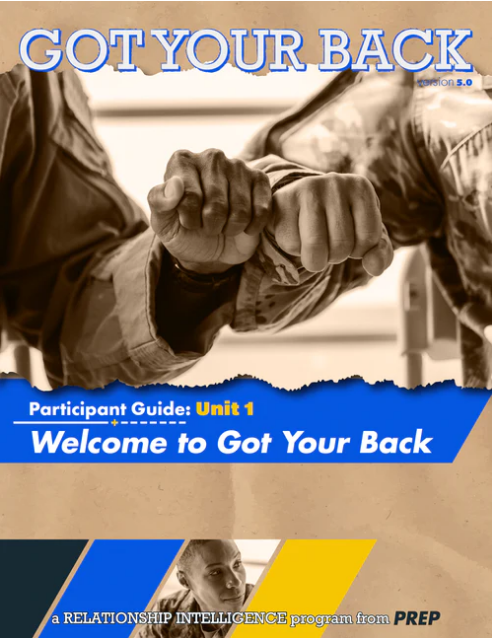 GOT YOUR BACK
version 5.0
Participant Guide: Unit 1
Welcome to Got Your Back
a RELATIONSHIP INTELLIGENCE program from PREP